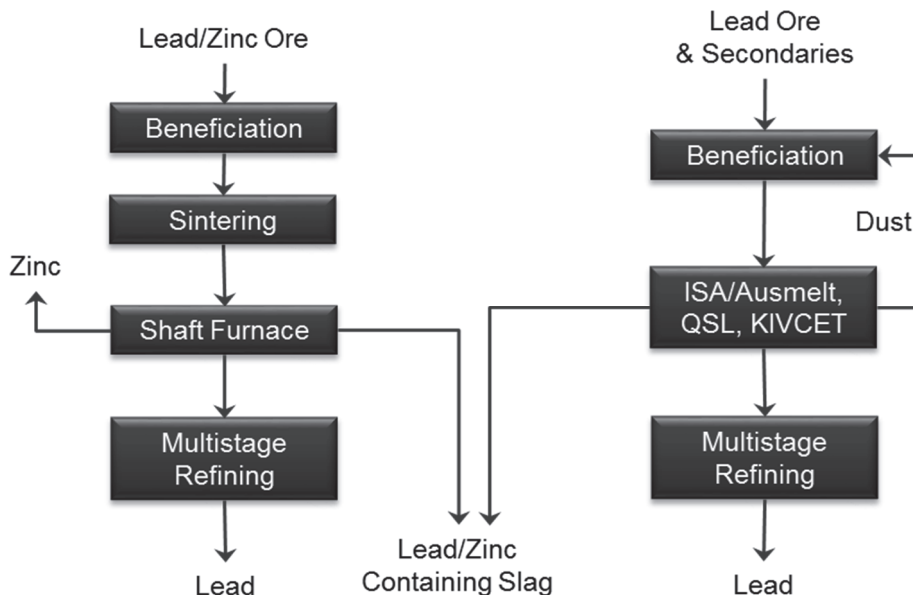 Lead/Zinc Ore
Beneficiation
Sintering
Zinc
Shaft Furnace
Multistage
Refining
Lead
Lead/Zinc
Containing Slag
Lead Ore
& Secondaries
Beneficiation
Dust
ISA/Ausmelt,
QSL, KIVCET
Multistage
Refining
Lead